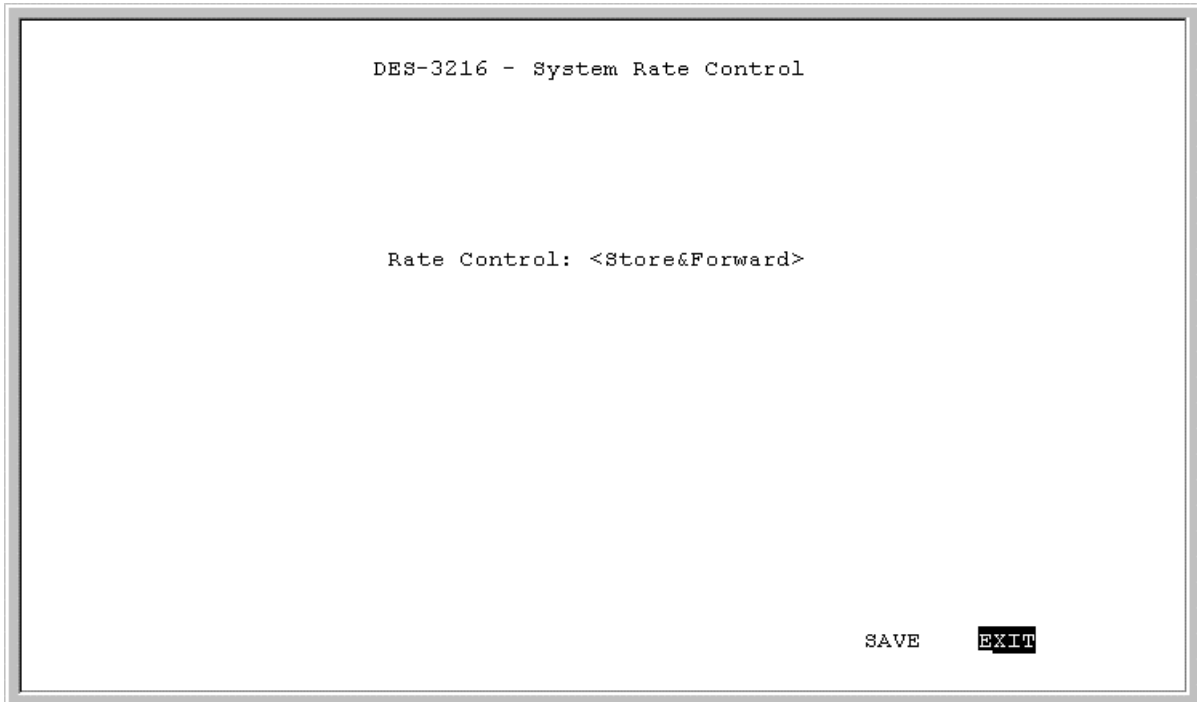 DES-3216 - System Rate Control
Rate Control: <Store&Forward>
SAVE EXIT